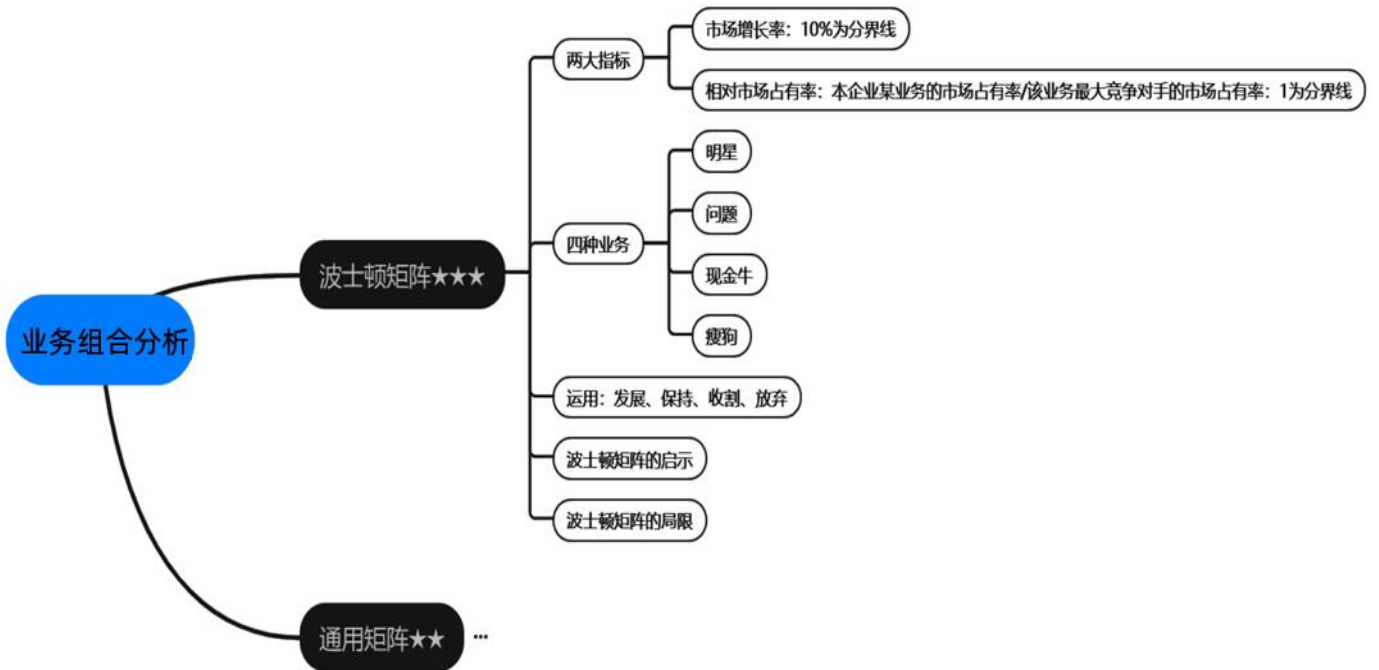 业务组合分析
波士顿矩阵★★★
两大指标
市场增长率：10%为分界线
相对市场占有率：本企业某业务的市场占有率/该业务最大竞争对手的市场占有率：1为分界线
四种业务
明星
问题
现金牛
瘦狗
运用：发展、保持、收割、放弃
波士顿矩阵的启示
波士顿矩阵的局限
通用矩阵★★ ···